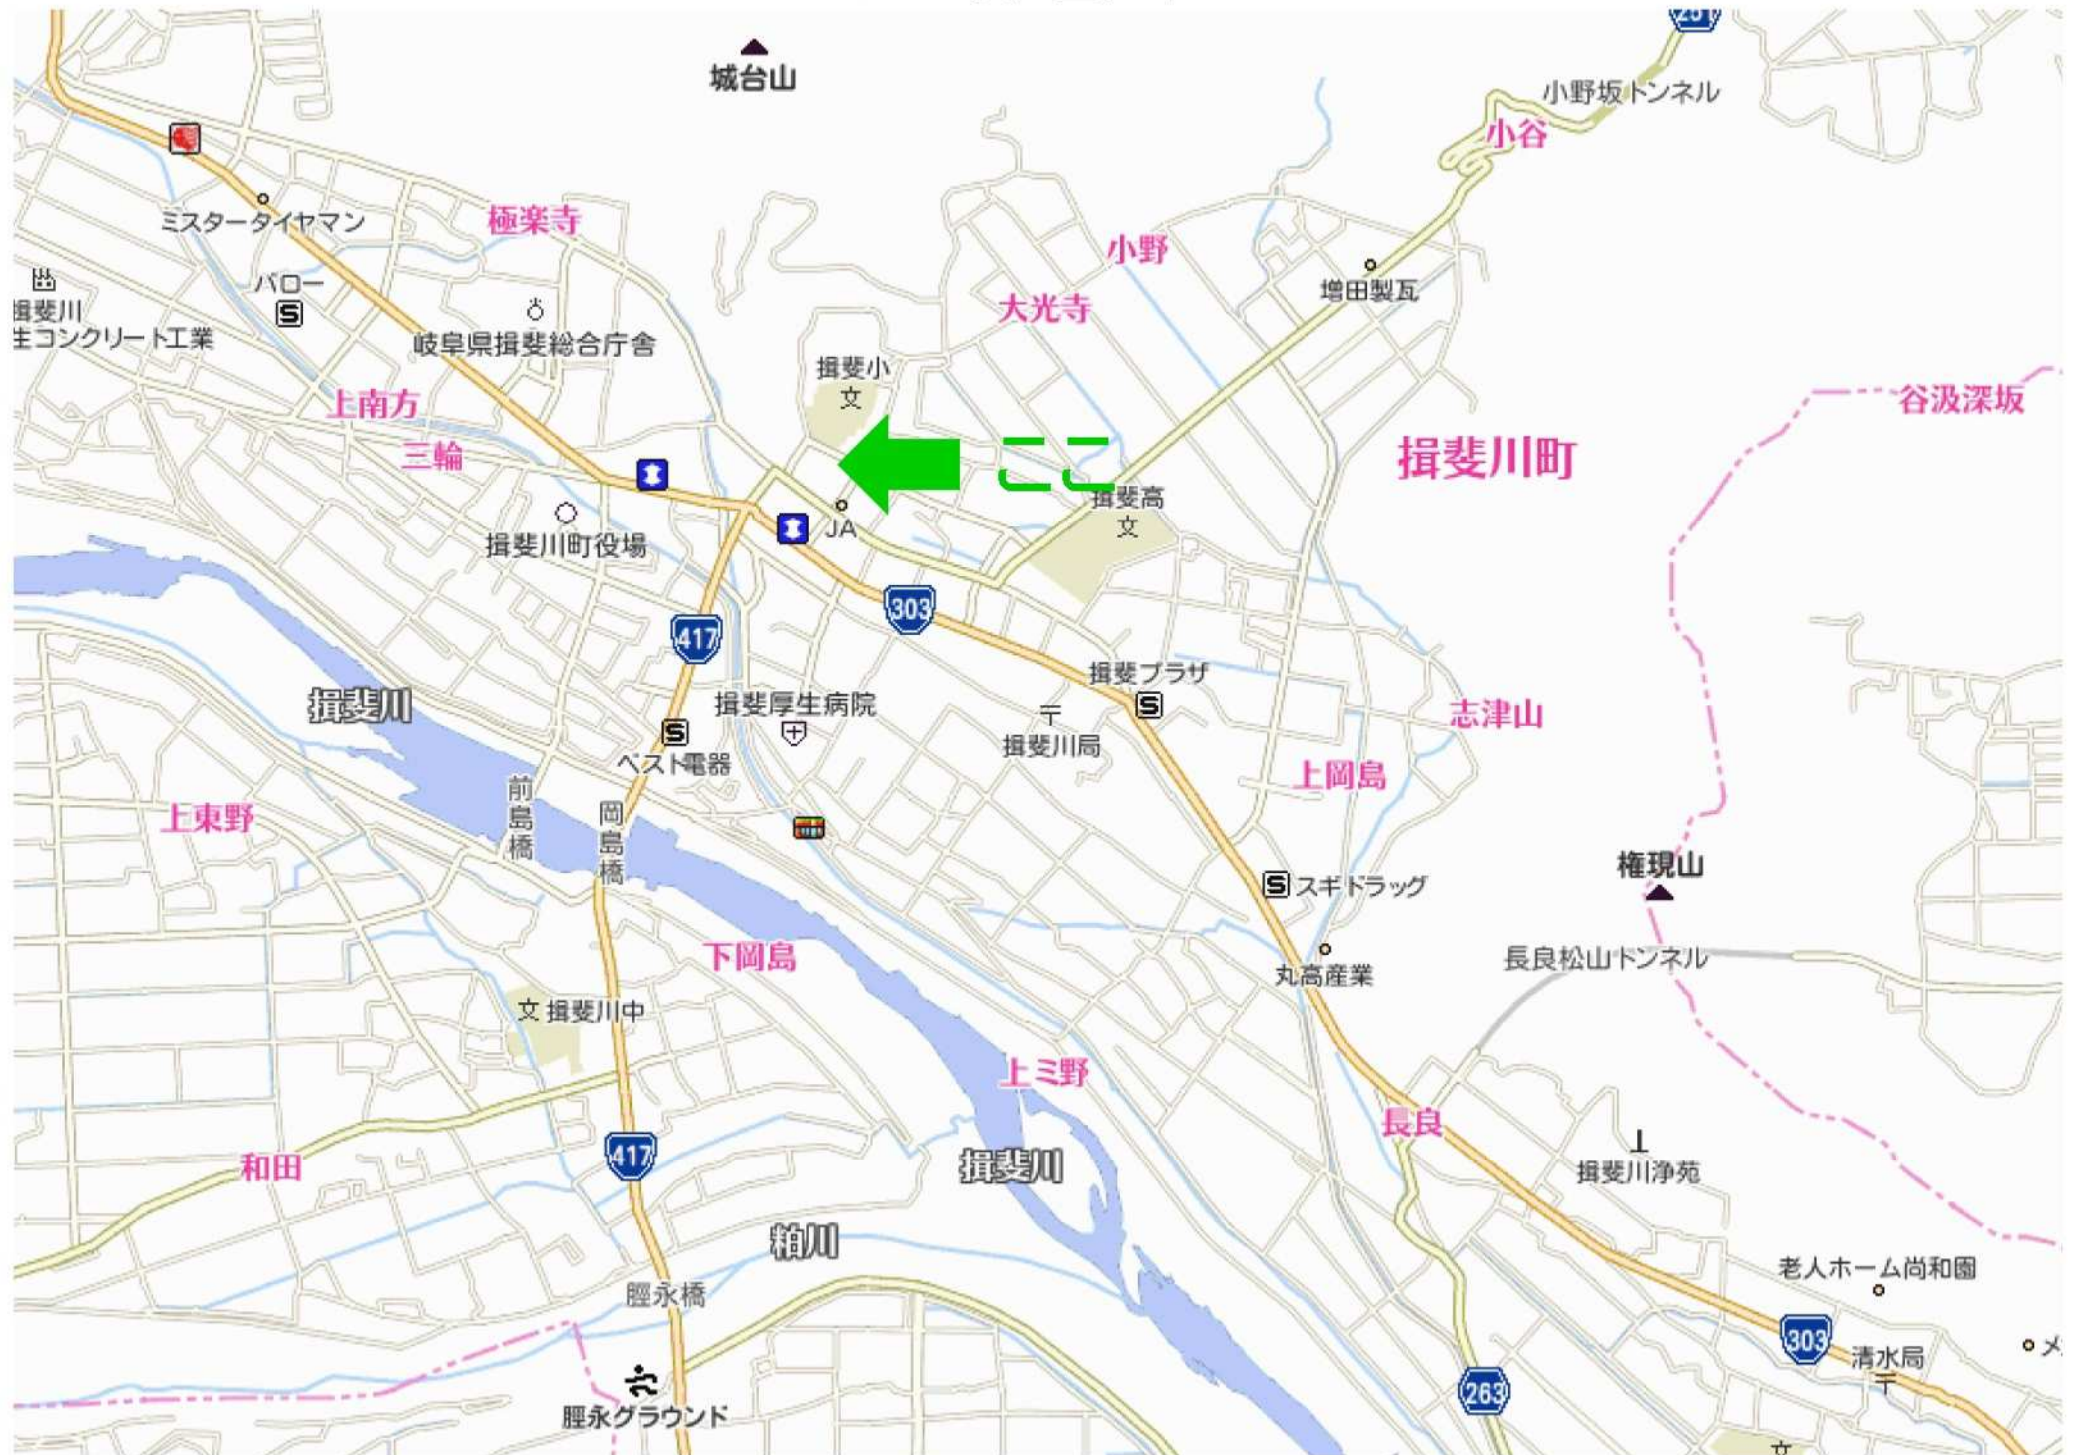 251
城台山
小野坂トンネル
小谷
ミスタータイヤマン
極楽寺
小野
バロー
増田製瓦
大光寺
揖斐川
生コンクリート工業
岐阜県揖斐総合庁舎
揖斐小
文
上南方
谷汲深坂
三輪
揖斐川町
ここ
揖斐高
文
JA
揖斐川町役場
303
417
揖斐プラザ
S
揖斐川
揖斐厚生病院
〒
揖斐川局
志津山
S
ベスト電器
上岡島
前島橋
岡島橋
上東野
権現山
S スギドラッグ
下岡島
長良松山トンネル
丸高産業
文 揖斐川中
上ミ野
長良
417
和田
揖斐川
揖斐川浄苑
粕川
老人ホーム尚和園
脛永橋
303
清水局
〒
メ
263
脛永グラウンド
文